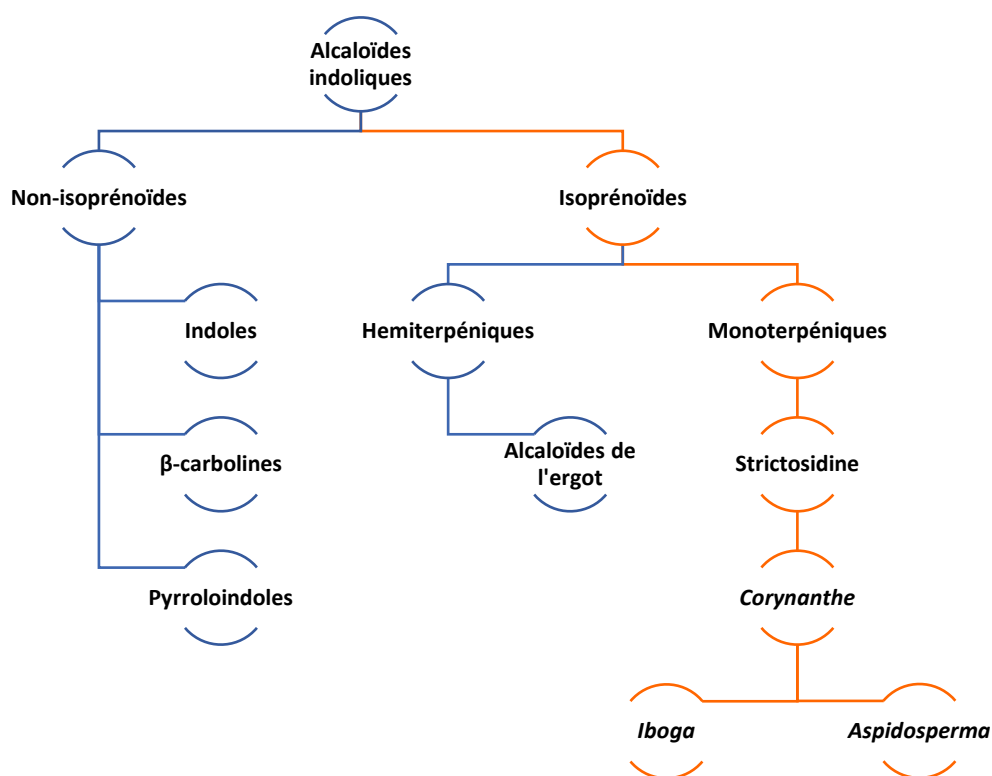 Alcaloïdes
indoliques
Non-isoprénoïdes
Isoprénoïdes
Indoles
Hemiterpéniques
Monoterpéniques
β-carbolines
Alcaloïdes de
l'ergot
Strictosidine
Pyrroloindoles
Corynanthe
Iboga
Aspidosperma